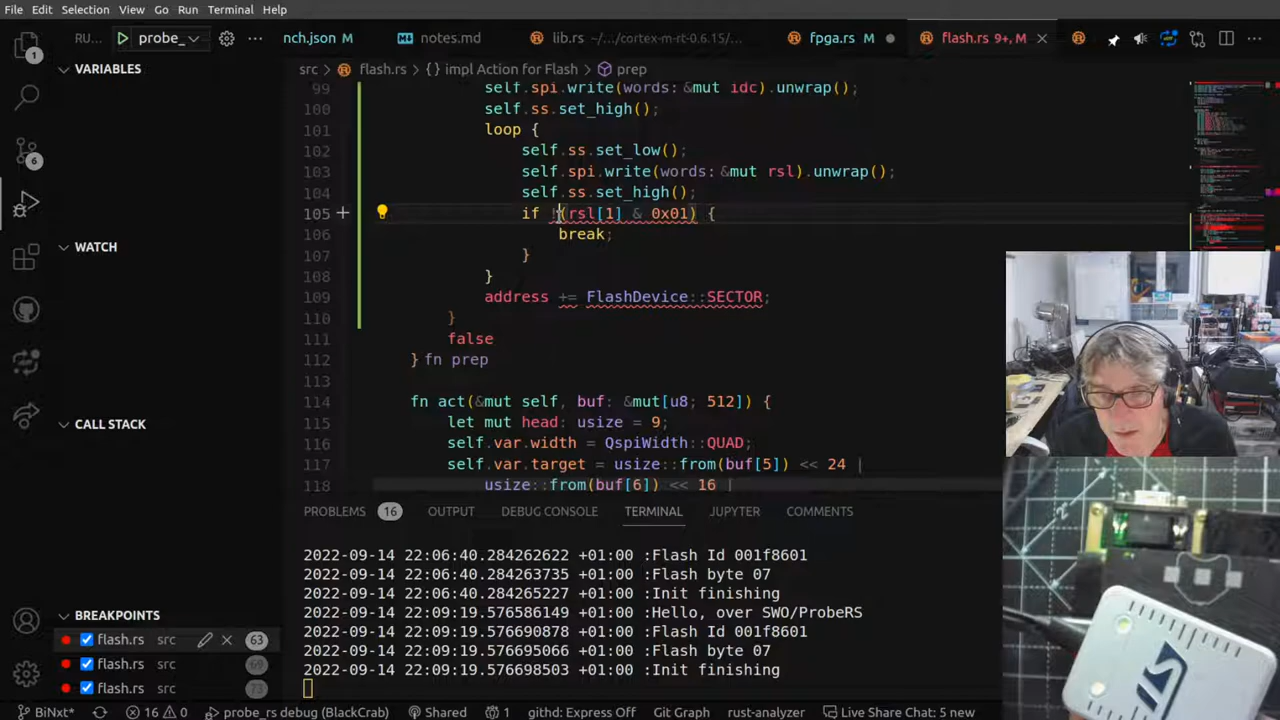 File Edit Selection View Go Run Terminal Help
RU... probe_ ... nch.json M notes.md lib.rs ~/.../cortex-m-rt-0.6.15/... fpga.rs M flash.rs 9+, M
VARIABLES
src > flash.rs > {} impl Action for Flash > prep
99 self.spi.write(words: &mut idc).unwrap();
100 self.ss.set_high();
101 loop {
102 self.ss.set_low();
103 self.spi.write(words: &mut rsl).unwrap();
104 self.ss.set_high();
105 if !(rsl[1] & 0x01) {
106 break;
107 }
108 }
109 address += FlashDevice::SECTOR;
110 }
111 false
112 } fn prep
113
114 fn act(&mut self, buf: &mut[u8; 512]) {
115 let mut head: usize = 9;
116 self.var.width = QspiWidth::QUAD;
117 self.var.target = usize::from(buf[5]) << 24 |
118 usize::from(buf[6]) << 16 |
WATCH
CALL STACK
BREAKPOINTS
flash.rs src 63
flash.rs src 69
flash.rs src 73
1
6
PROBLEMS 16 OUTPUT DEBUG CONSOLE TERMINAL JUPYTER COMMENTS
2022-09-14 22:06:40.284262622 +01:00 :Flash Id 001f8601
2022-09-14 22:06:40.284263735 +01:00 :Flash byte 07
2022-09-14 22:06:40.284265227 +01:00 :Init finishing
2022-09-14 22:09:19.576586149 +01:00 :Hello, over SWO/ProbeRS
2022-09-14 22:09:19.576690878 +01:00 :Flash Id 001f8601
2022-09-14 22:09:19.576695066 +01:00 :Flash byte 07
2022-09-14 22:09:19.576698503 +01:00 :Init finishing
BiNxt* 16 0 probe_rs debug (BlackCrab) Shared 1 githd: Express Off Git Graph rust-analyzer Live Share Chat: 5 new